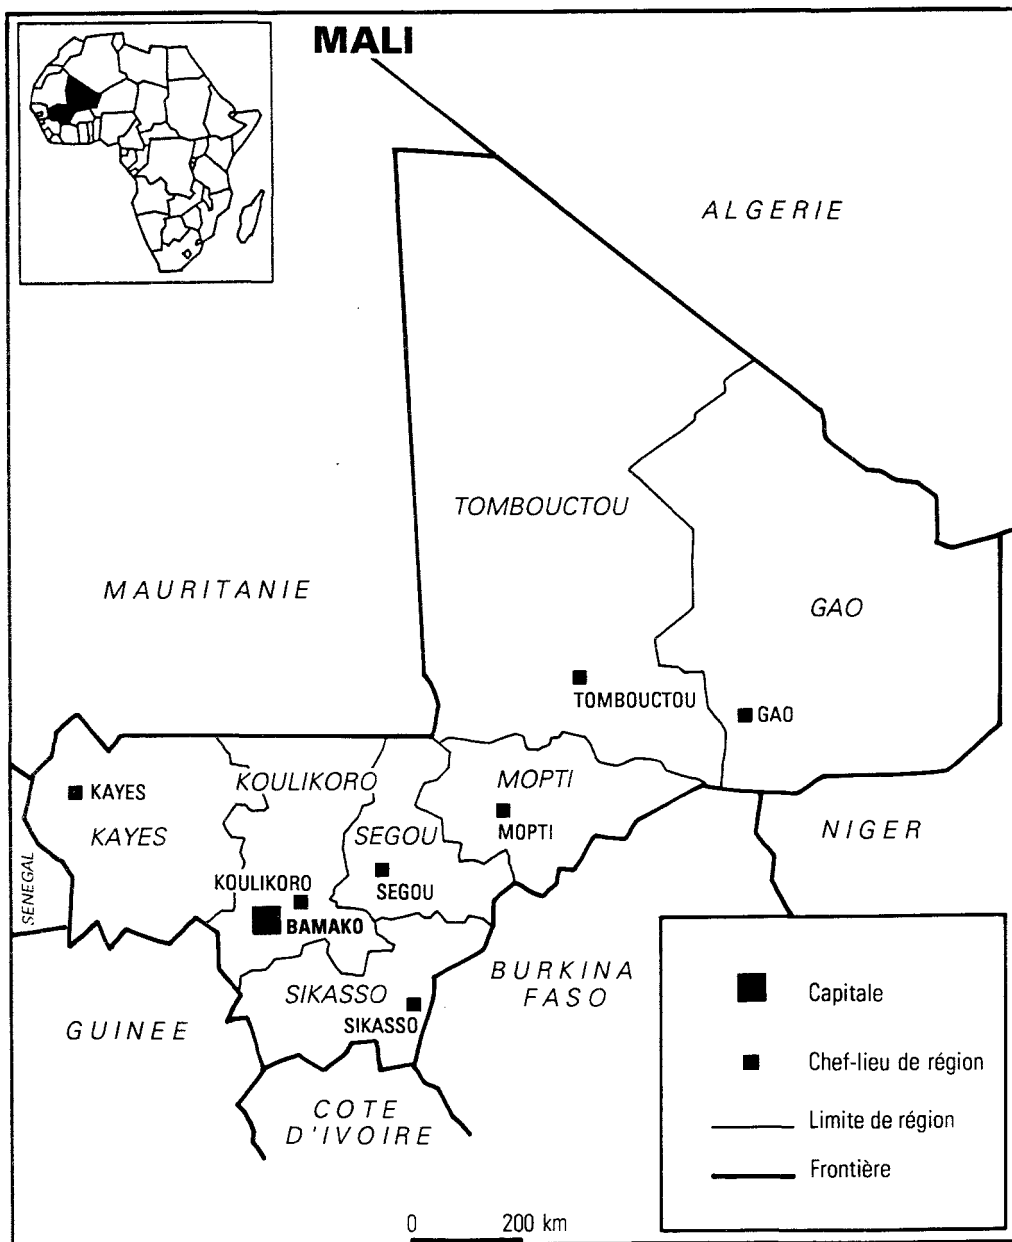 MALI
ALGERIE
TOMBOUCTOU
MAURITANIE
GAO
TOMBOUCTOU
GAO
KOULIKORO
MOPTI
KAYES
KAYES
SEGOU
MOPTI
NIGER
SENEGAL
KOULIKORO
SEGOU
BAMAKO
BURKINA
FASO
SIKASSO
SIKASSO
GUINEE
COTE
D'IVOIRE
Capitale
Chef-lieu de région
Limite de région
Frontière
0 200 km